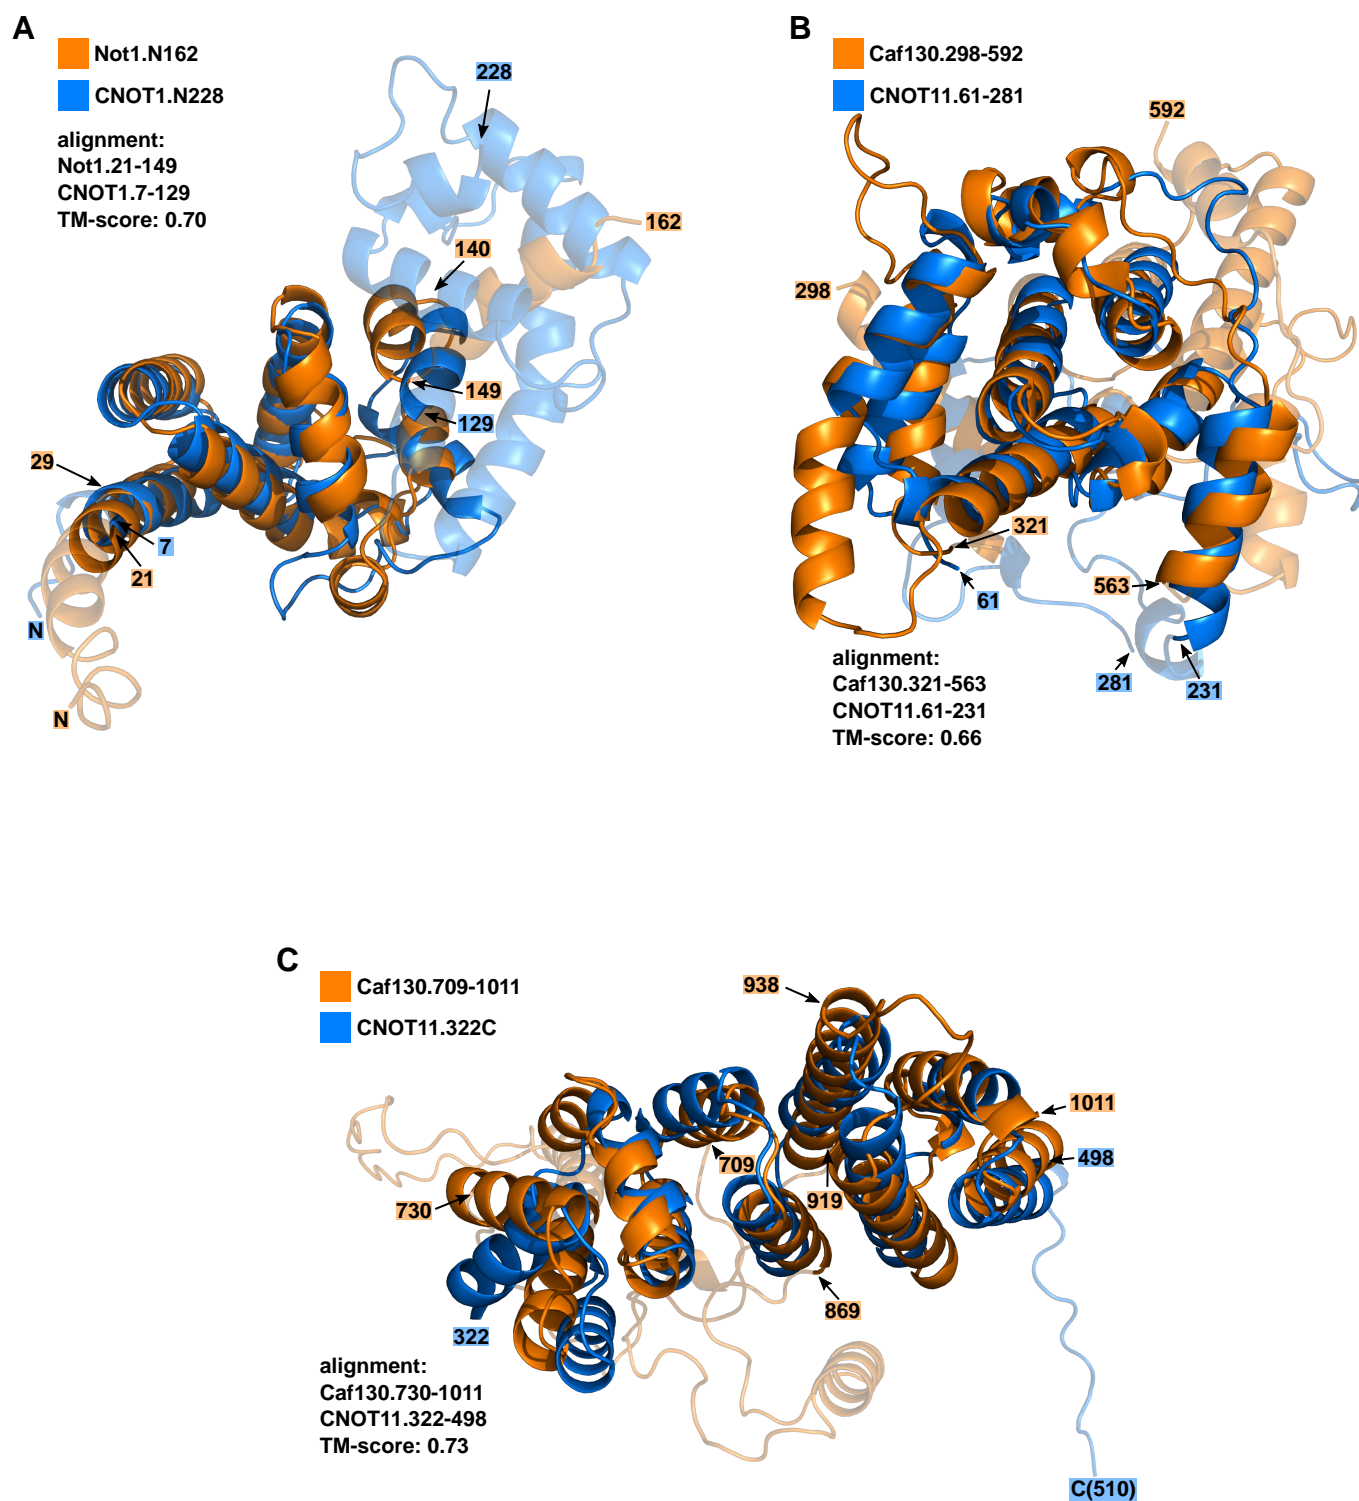 A
Not1.N162
CNOT1.N228
alignment:
Not1.21-149
CNOT1.7-129
TM-score: 0.70
228
162
140
149
129
29
7
21
N
N
B
Caf130.298-592
CNOT11.61-281
592
298
321
61
563
281
231
alignment:
Caf130.321-563
CNOT11.61-231
TM-score: 0.66
C
Caf130.709-1011
CNOT11.322C
938
1011
498
709
919
730
869
322
alignment:
Caf130.730-1011
CNOT11.322-498
TM-score: 0.73
C(510)